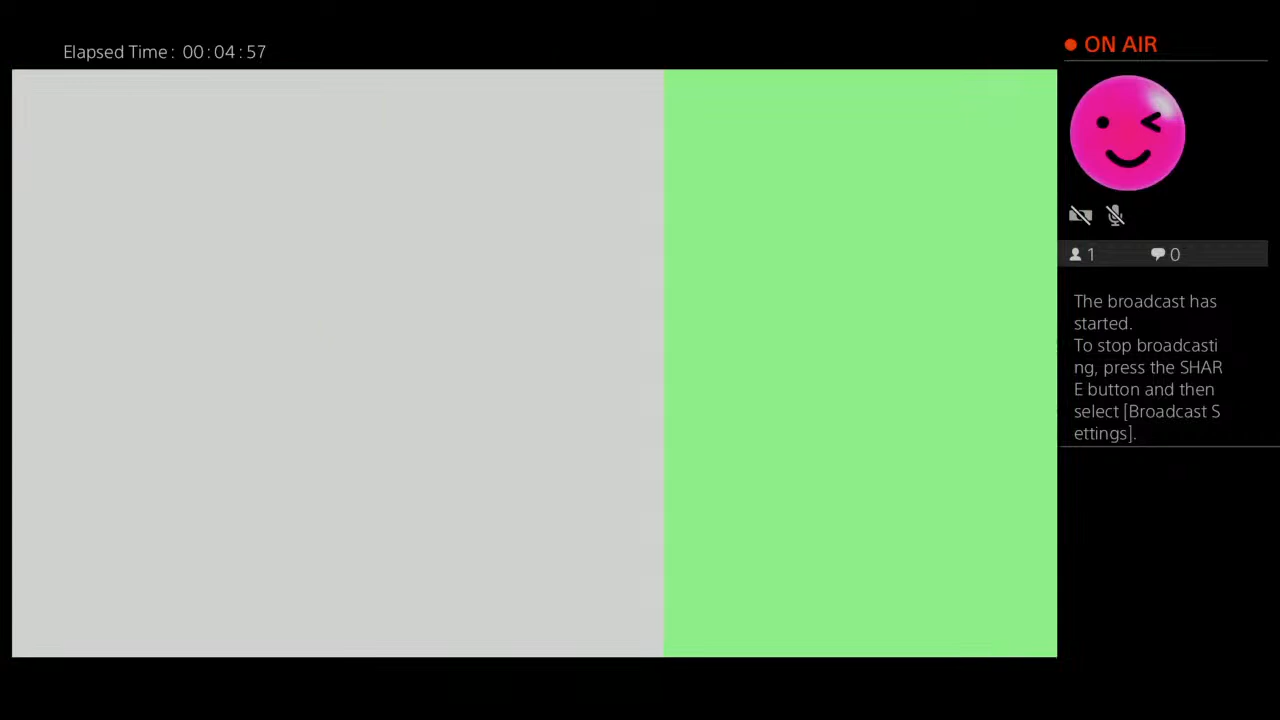 Elapsed Time: 00:04:57
ON AIR
1 0
The broadcast has
started.
To stop broadcasti
ng, press the SHAR
E button and then
select [Broadcast S
ettings].